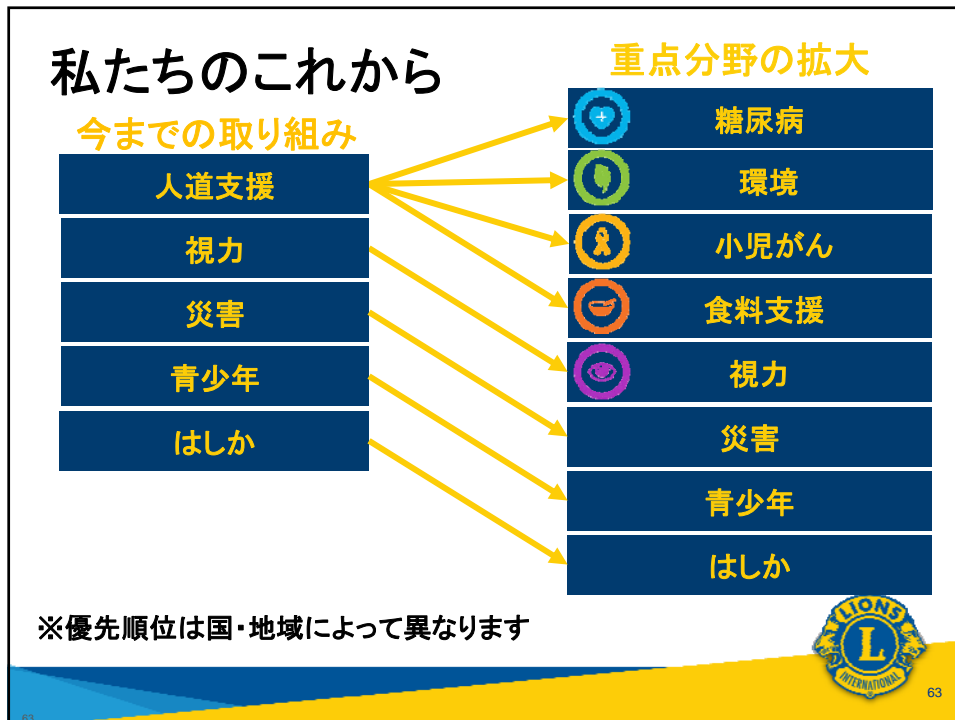 私たちのこれから
今までの取り組み
人道支援
視力
災害
青少年
はしか
重点分野の拡大
糖尿病
環境
小児がん
食料支援
視力
災害
青少年
はしか
※優先順位は国・地域によって異なります
LIONS
L
INTERNATIONAL
63
63